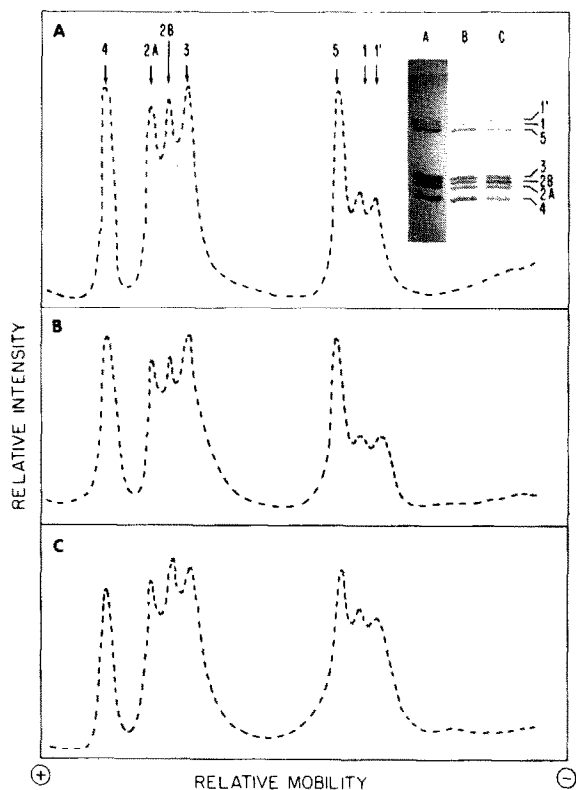 A
4
2A
2B
3
5
1
1'
A B C
1'
1
5
3
2B
2A
4
B
C
RELATIVE INTENSITY
+
RELATIVE MOBILITY
−